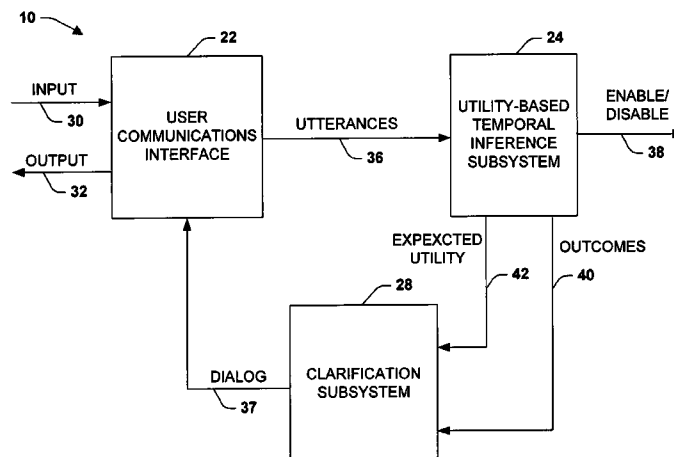 10
22
24
INPUT
30
OUTPUT
32
USER
COMMUNICATIONS
INTERFACE
UTTERANCES
36
UTILITY-BASED
TEMPORAL
INFERENCE
SUBSYSTEM
ENABLE/
DISABLE
38
EXPEXCTED
UTILITY
42
OUTCOMES
40
28
DIALOG
37
CLARIFICATION
SUBSYSTEM